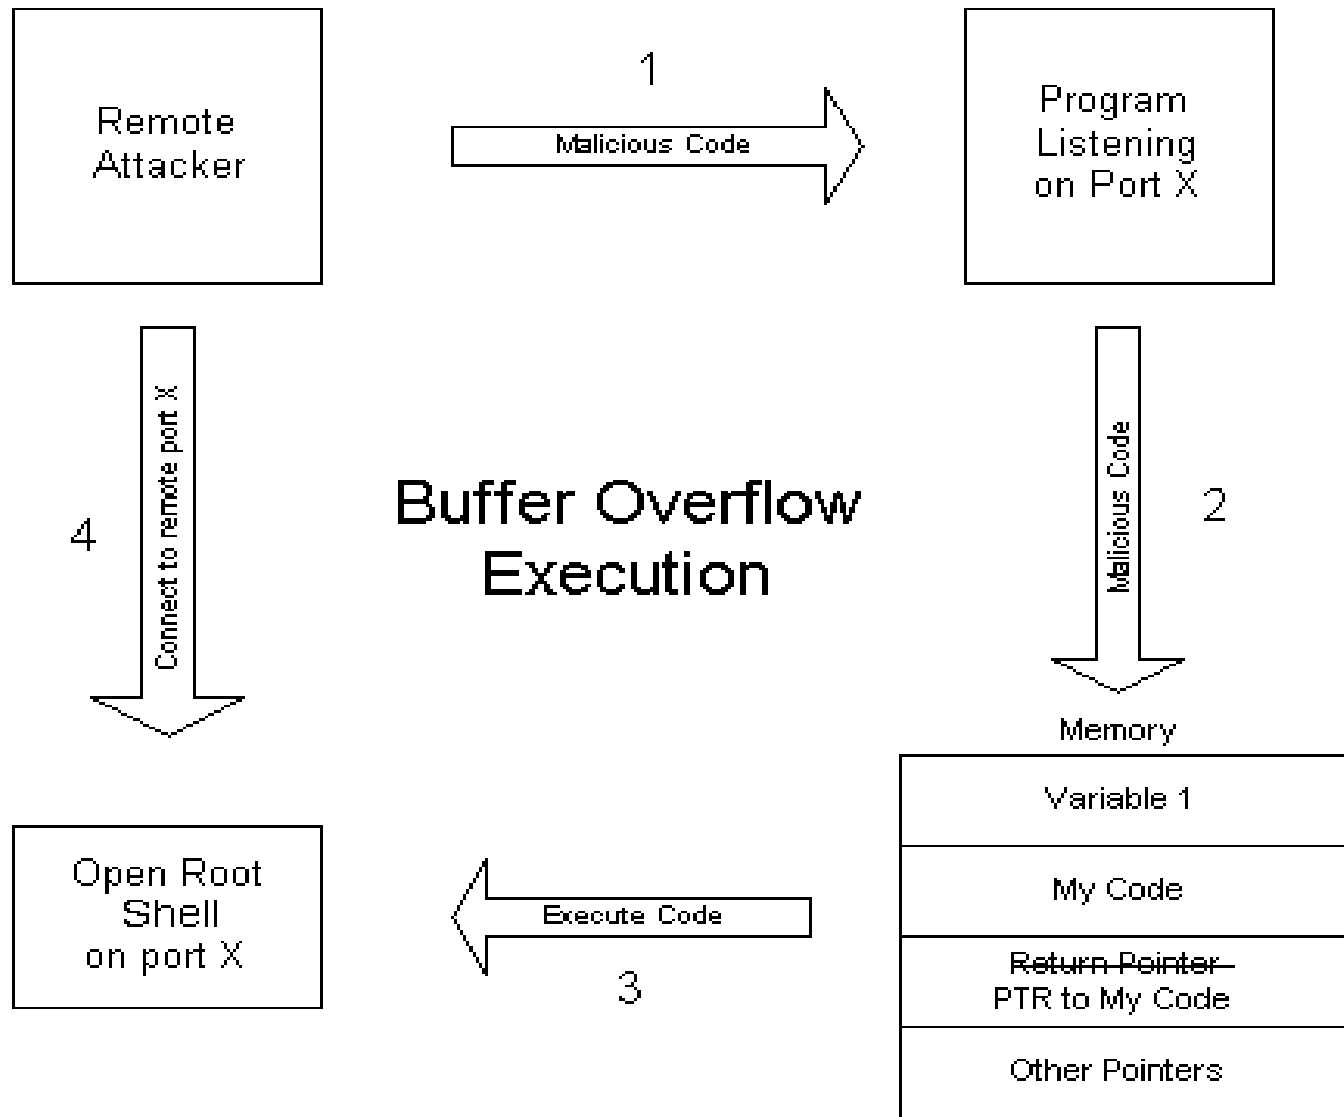 Remote
Attacker
1
Malicious Code
Program
Listening
on Port X
Connect to remote port X
4
Buffer Overflow
Execution
Malicious Code
2
Memory
Variable 1
My Code
Return Pointer
PTR to My Code
Other Pointers
Execute Code
3
Open Root
Shell
on port X